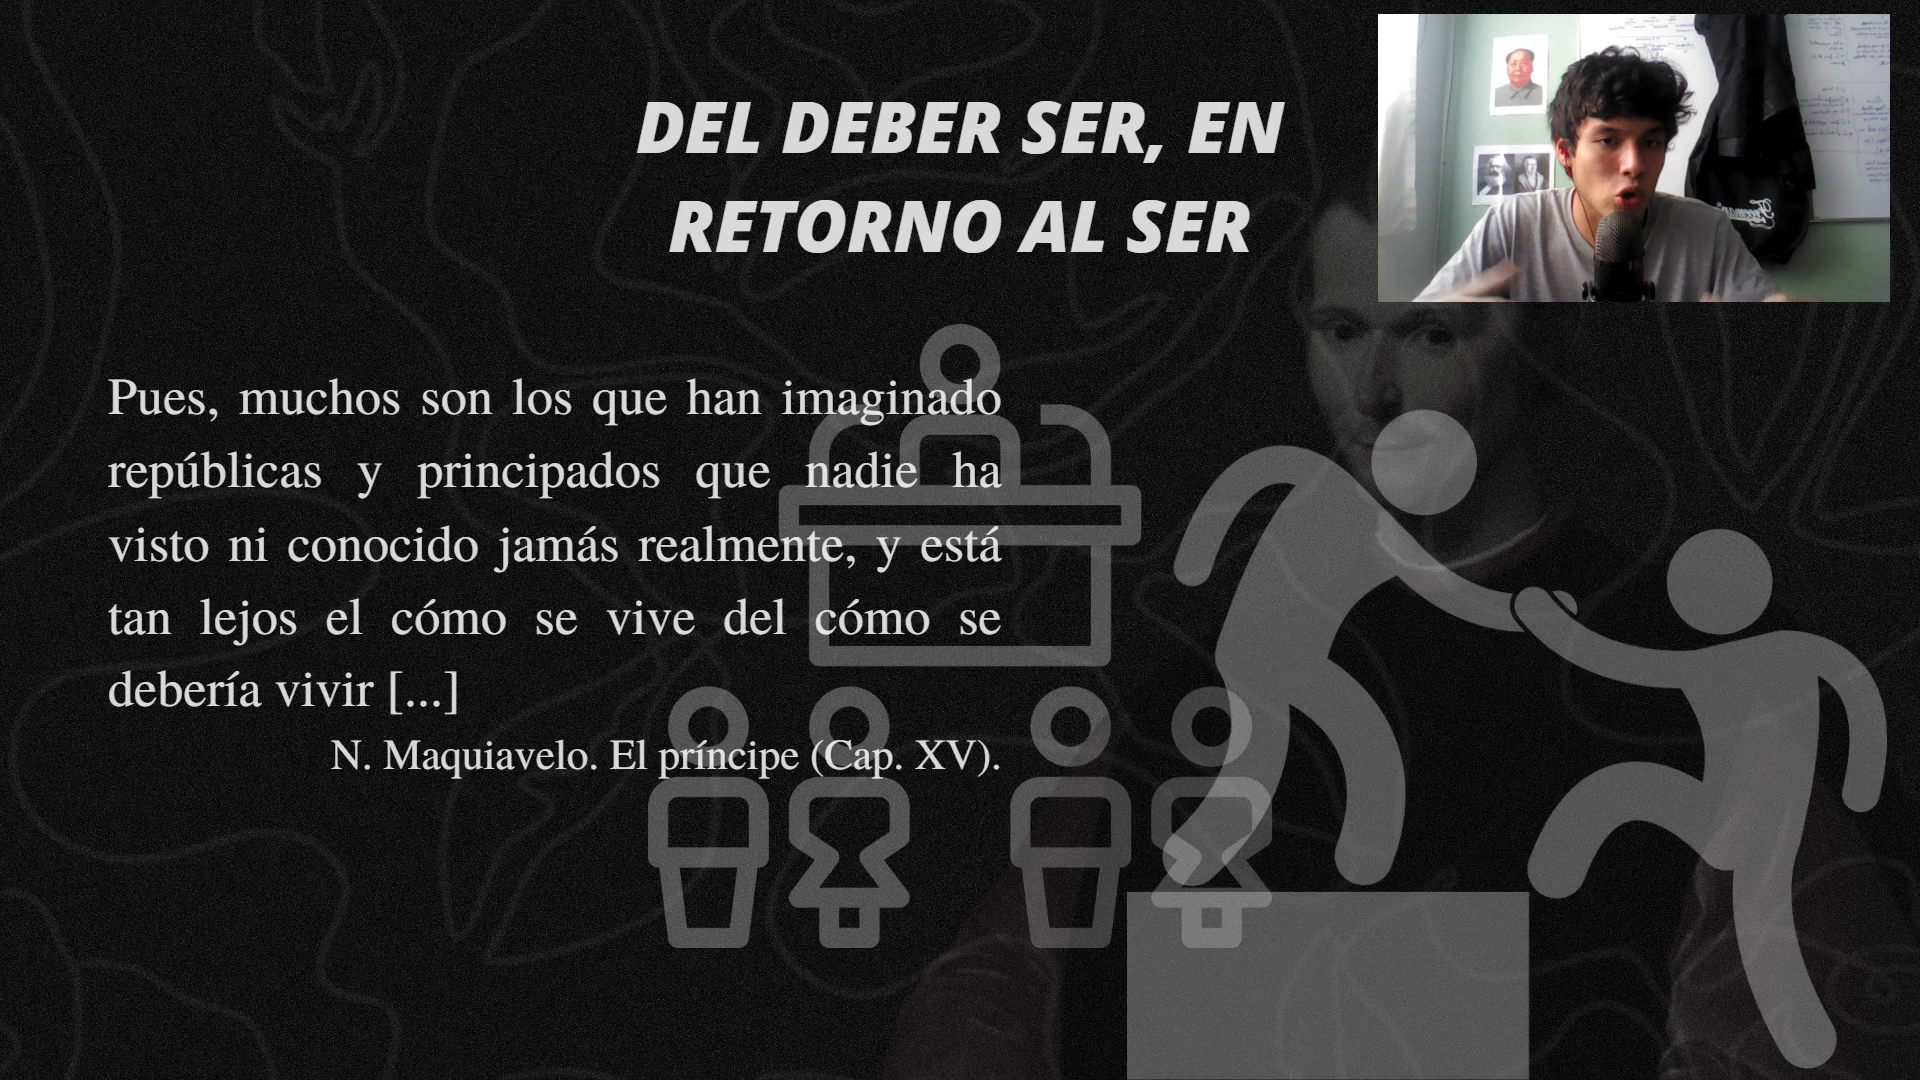 DEL DEBER SER, EN
RETORNO AL SER
Pues, muchos son los que han imaginado
repúblicas y principados que nadie ha
visto ni conocido jamás realmente, y está
tan lejos el cómo se vive del cómo se
debería vivir [...]
N. Maquiavelo. El príncipe (Cap. XV).